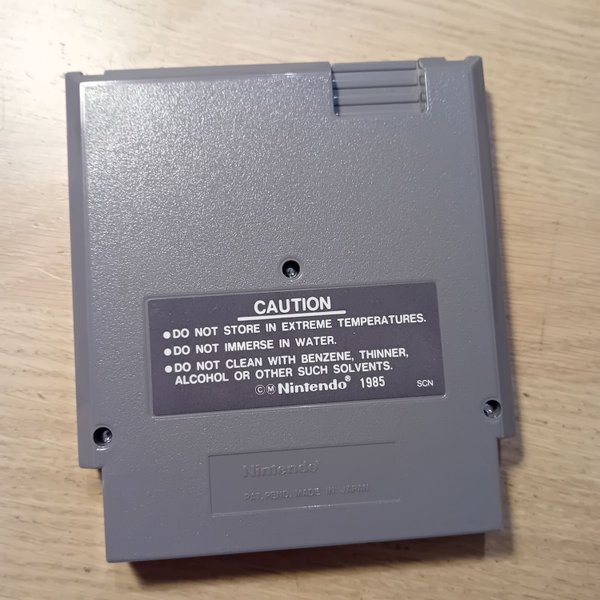 CAUTION
●DO NOT STORE IN EXTREME TEMPERATURES.
●DO NOT IMMERSE IN WATER.
●DO NOT CLEAN WITH BENZENE, THINNER,
ALCOHOL OR OTHER SUCH SOLVENTS.
ⒸⓂNintendo® 1985 SCN
Nintendo®
PAT. PEND. MADE IN JAPAN